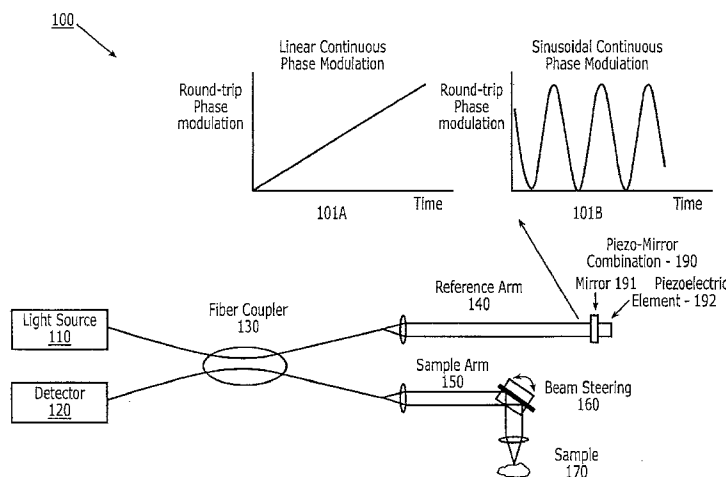 100
Linear Continuous
Phase Modulation
Round-trip
Phase
modulation
Time
101A
Sinusoidal Continuous
Phase Modulation
Round-trip
Phase
modulation
Time
101B
Piezo-Mirror
Combination - 190
Mirror 191
Piezoelectric
Element - 192
Reference Arm
140
Light Source
110
Fiber Coupler
130
Detector
120
Sample Arm
150
Beam Steering
160
Sample
170